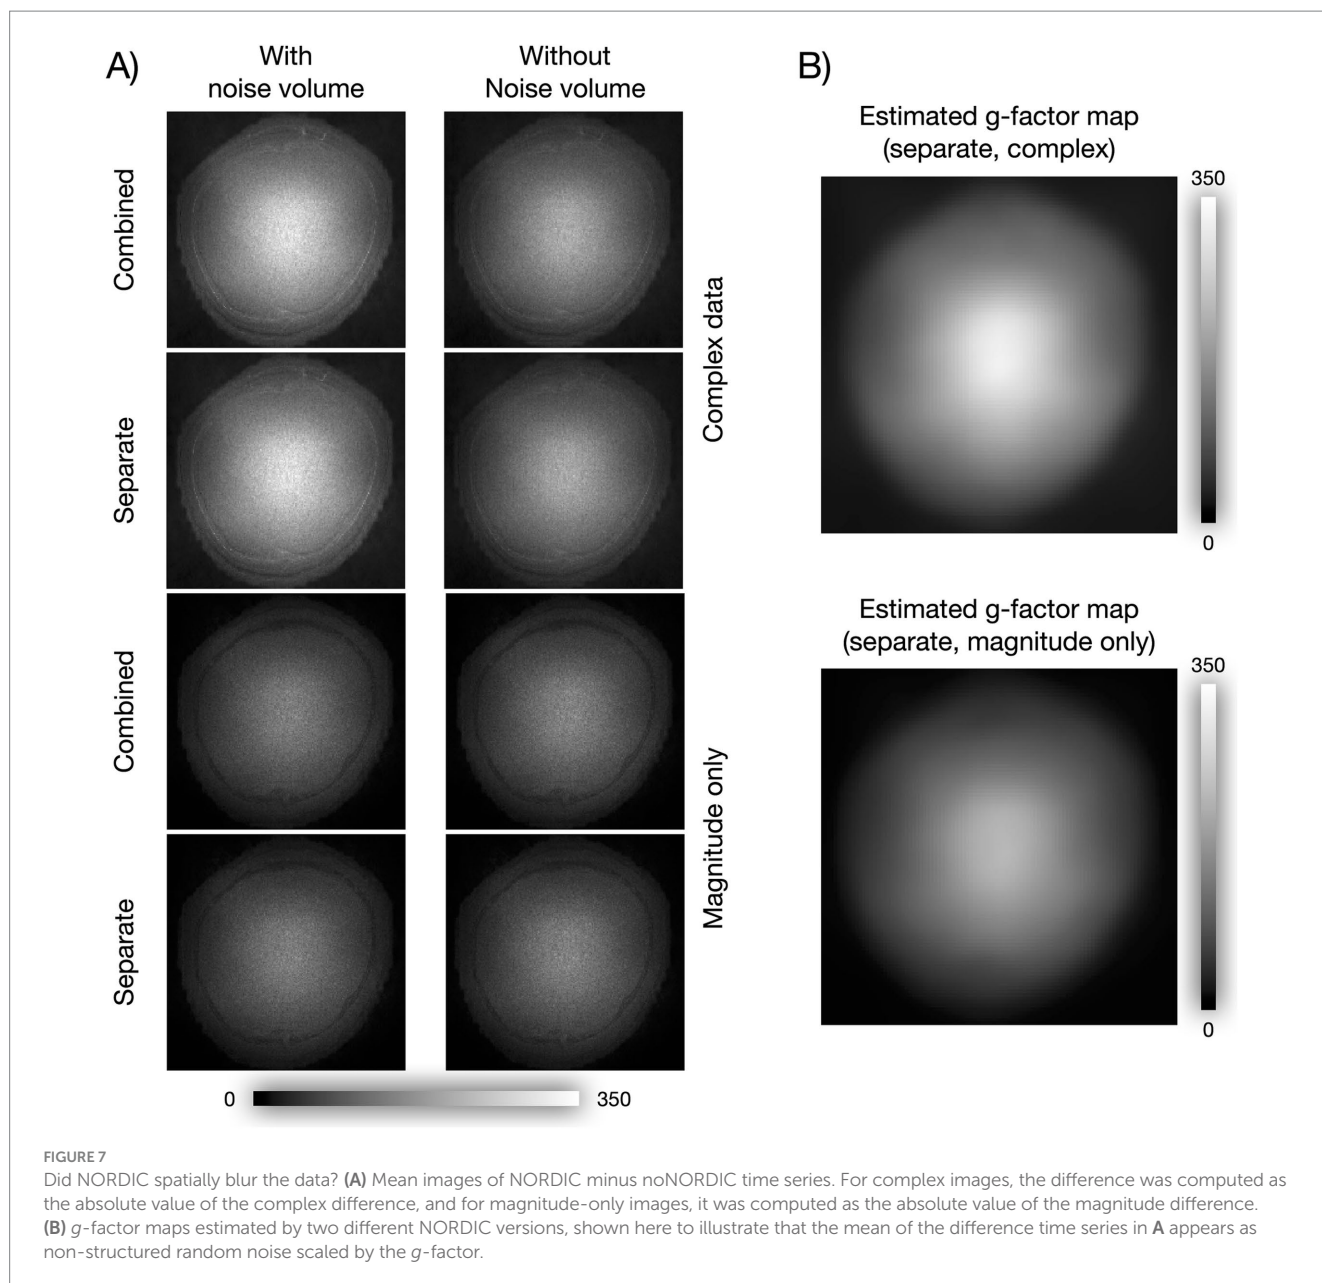 A)
With
noise volume
Without
Noise volume
Combined
Separate
Complex data
Combined
Separate
Magnitude only
0
350
B)
Estimated g-factor map
(separate, complex)
350
0
Estimated g-factor map
(separate, magnitude only)
350
0
FIGURE 7
Did NORDIC spatially blur the data? (A) Mean images of NORDIC minus noNORDIC time series. For complex images, the difference was computed as
the absolute value of the complex difference, and for magnitude-only images, it was computed as the absolute value of the magnitude difference.
(B) g-factor maps estimated by two different NORDIC versions, shown here to illustrate that the mean of the difference time series in A appears as
non-structured random noise scaled by the g-factor.